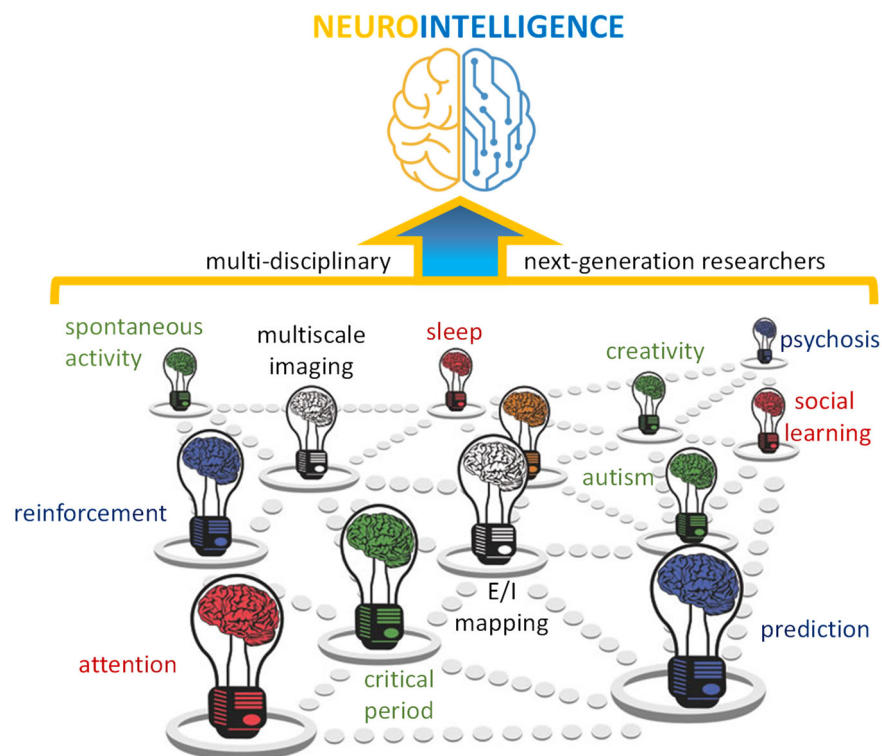 NEUROINTELLIGENCE
multi-disciplinary
next-generation researchers
spontaneous
activity
multiscale
imaging
sleep
creativity
psychosis
social
learning
reinforcement
autism
E/I
mapping
attention
critical
period
prediction